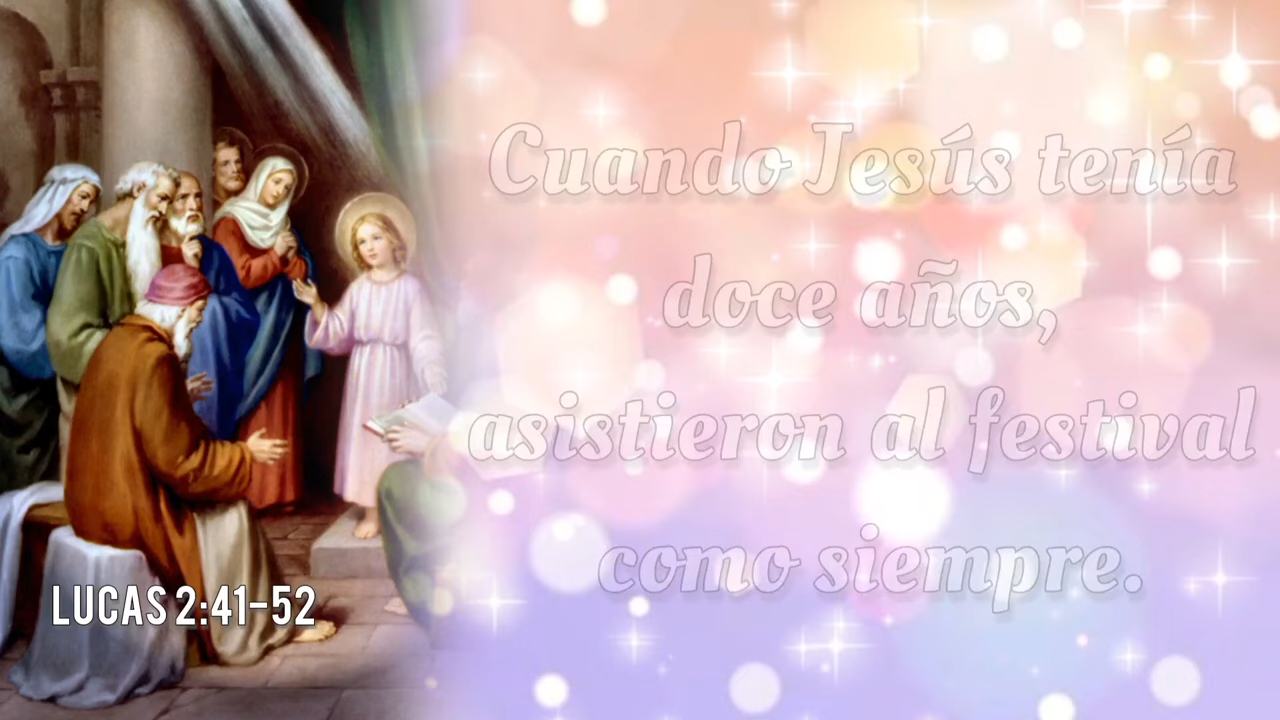 Cuando Jesús tenía
doce años,
asistieron al festival
como siempre.
LUCAS 2:41-52